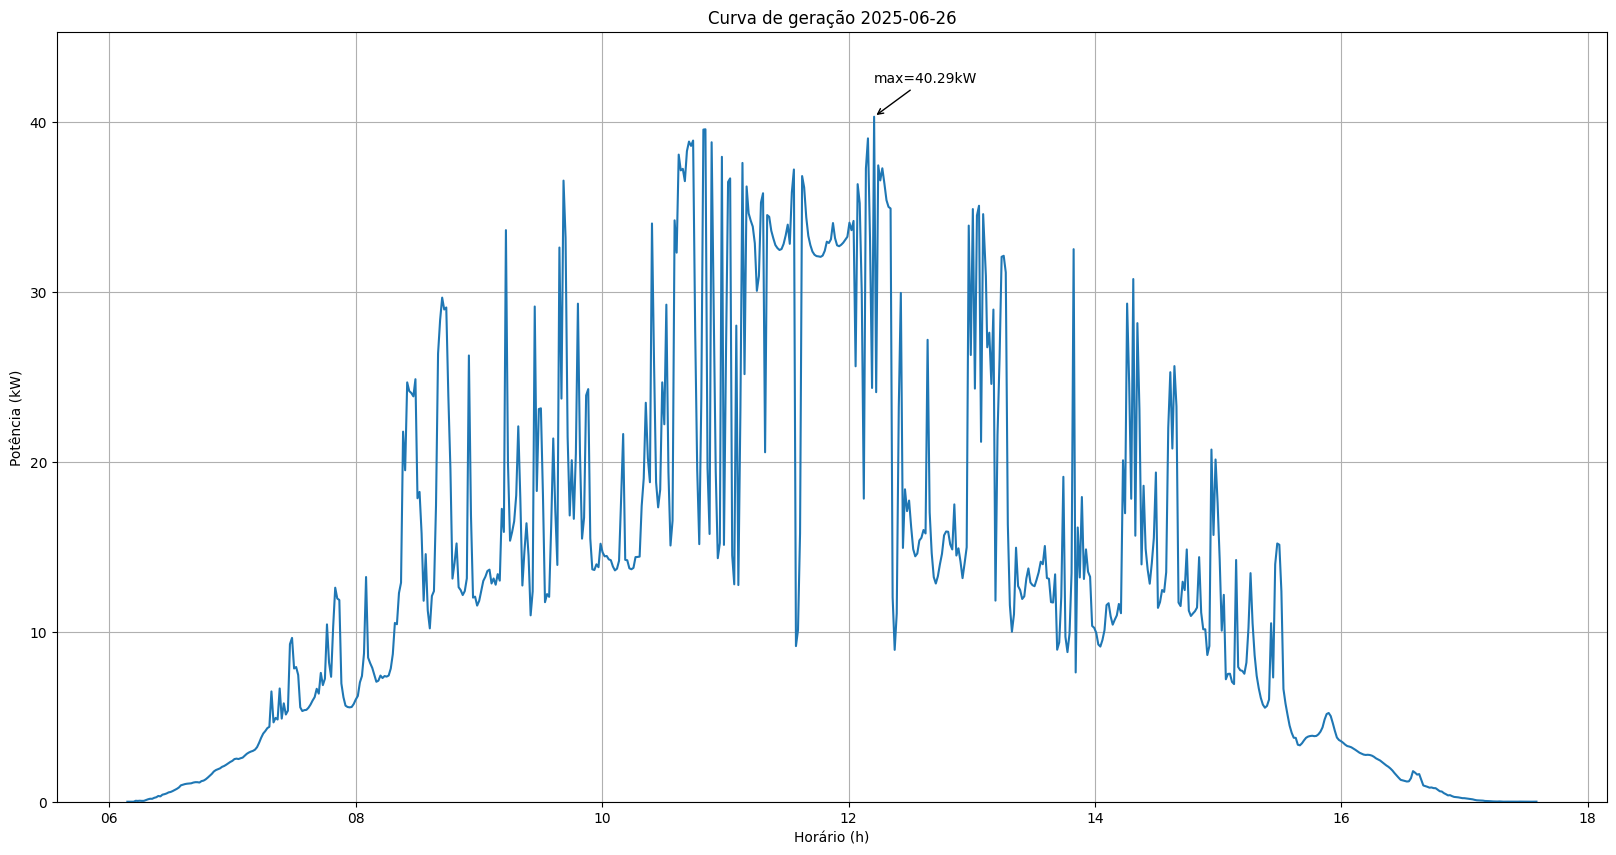 Curva de geração 2025-06-26
max=40.29kW
Potência (kW)
40
30
20
10
0
06 08 10 12 14 16 18
Horário (h)